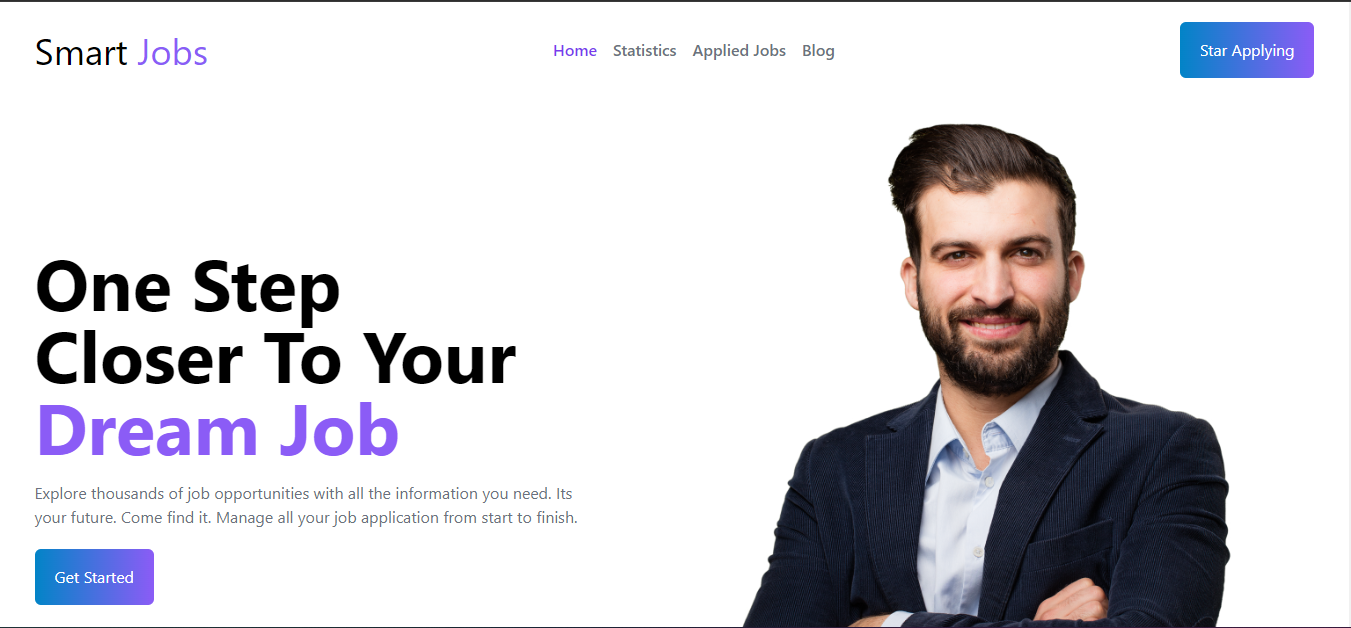 Smart Jobs
Home Statistics Applied Jobs Blog
Star Applying
One Step
Closer To Your
Dream Job
Explore thousands of job opportunities with all the information you need. Its
your future. Come find it. Manage all your job application from start to finish.
Get Started